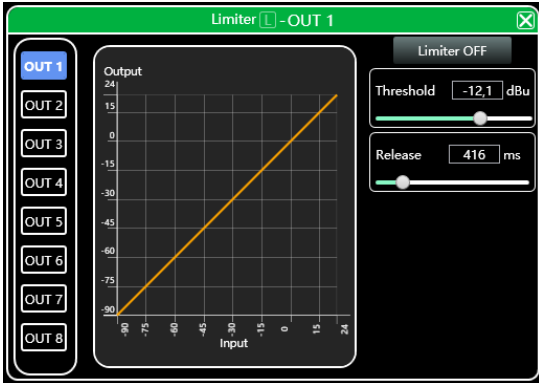 Limiter L - OUT 1
OUT 1
OUT 2
OUT 3
OUT 4
OUT 5
OUT 6
OUT 7
OUT 8
Output
24
15
0
-15
-30
-45
-60
-75
-90
-90 -75 -60 -45 -30 -15 0 15 24
Input
Limiter OFF
Threshold -12,1 dBu
Release 416 ms